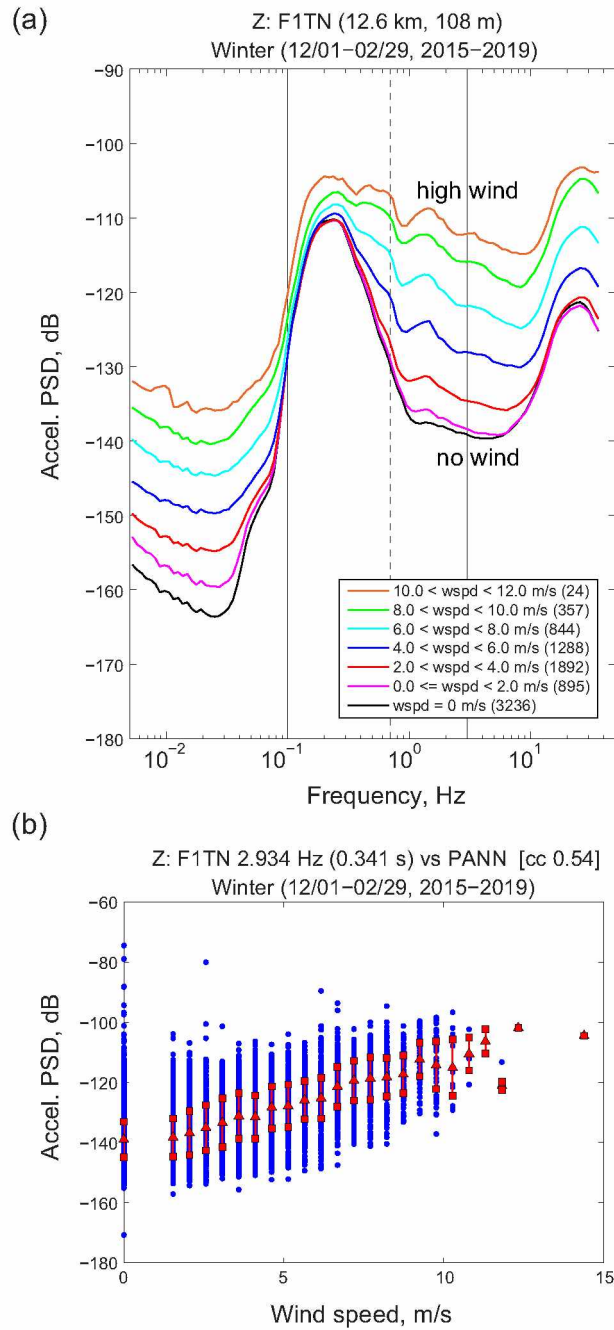 (a)
Z: F1TN (12.6 km, 108 m)
Winter (12/01−02/29, 2015−2019)
−90
−100
−110
−120
−130
−140
−150
−160
−170
−180
Accel. PSD, dB
high wind
no wind
10.0 < wspd < 12.0 m/s (24)
8.0 < wspd < 10.0 m/s (357)
6.0 < wspd < 8.0 m/s (844)
4.0 < wspd < 6.0 m/s (1288)
2.0 < wspd < 4.0 m/s (1892)
0.0 <= wspd < 2.0 m/s (895)
wspd = 0 m/s (3236)
10⁻² 10⁻¹ 10⁰ 10¹
Frequency, Hz
(b)
Z: F1TN 2.934 Hz (0.341 s) vs PANN [cc 0.54]
Winter (12/01−02/29, 2015−2019)
−60
−80
−100
−120
−140
−160
−180
Accel. PSD, dB
0 5 10 15
Wind speed, m/s